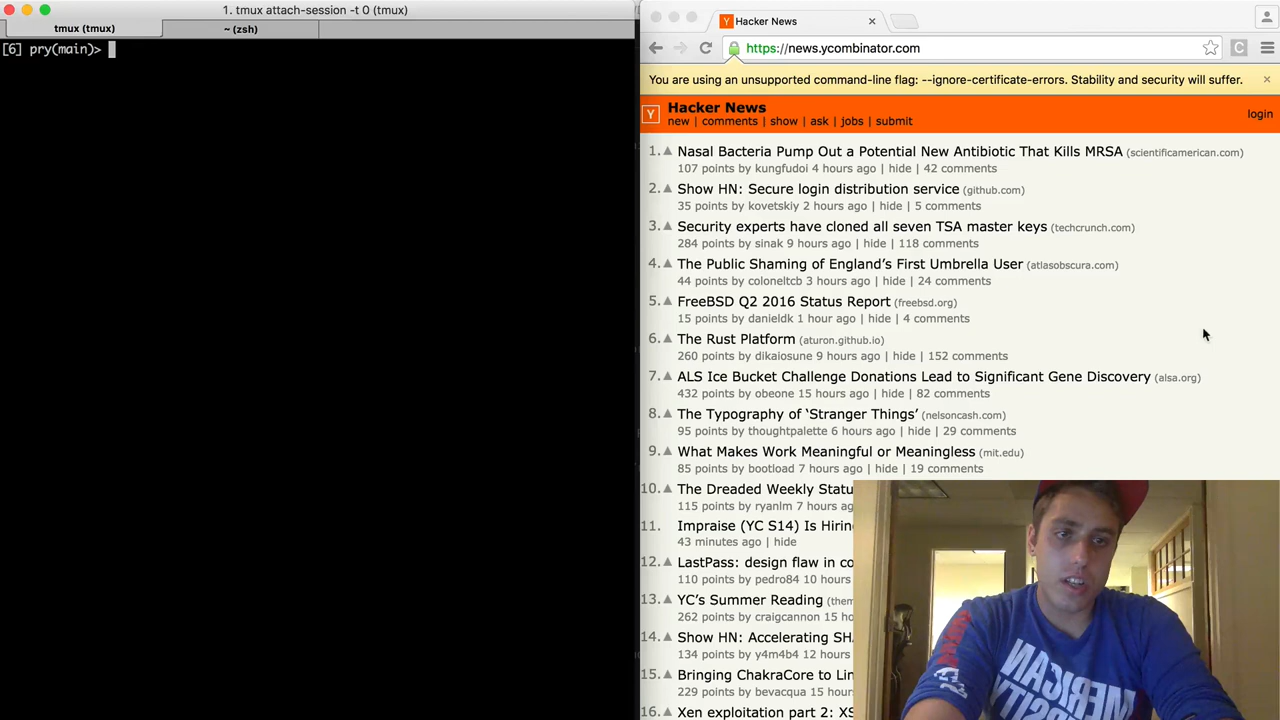 1. tmux attach-session -t 0 (tmux)
tmux (tmux)
~ (zsh)
[6] pry(main)>
Hacker News
https://news.ycombinator.com
C
You are using an unsupported command-line flag: --ignore-certificate-errors. Stability and security will suffer.
Y Hacker News
new | comments | show | ask | jobs | submit
login
1. Nasal Bacteria Pump Out a Potential New Antibiotic That Kills MRSA (scientificamerican.com)
107 points by kungfudoi 4 hours ago | hide | 42 comments
2. Show HN: Secure login distribution service (github.com)
35 points by kovetskiy 2 hours ago | hide | 5 comments
3. Security experts have cloned all seven TSA master keys (techcrunch.com)
284 points by sinak 9 hours ago | hide | 118 comments
4. The Public Shaming of England’s First Umbrella User (atlasobscura.com)
44 points by coloneltcb 3 hours ago | hide | 24 comments
5. FreeBSD Q2 2016 Status Report (freebsd.org)
15 points by danieldk 1 hour ago | hide | 4 comments
6. The Rust Platform (aturon.github.io)
260 points by dikaiosune 9 hours ago | hide | 152 comments
7. ALS Ice Bucket Challenge Donations Lead to Significant Gene Discovery (alsa.org)
432 points by obeone 15 hours ago | hide | 82 comments
8. The Typography of ‘Stranger Things’ (nelsoncash.com)
95 points by thoughtpalette 6 hours ago | hide | 29 comments
9. What Makes Work Meaningful or Meaningless (mit.edu)
85 points by bootload 7 hours ago | hide | 19 comments
10. The Dreaded Weekly Statu
115 points by ryanlm 7 hours ag
11. Impraise (YC S14) Is Hirin
43 minutes ago | hide
12. LastPass: design flaw in co
110 points by pedro84 10 hours
13. YC’s Summer Reading (them
262 points by craigcannon 15 ho
14. Show HN: Accelerating SH
134 points by y4m4b4 12 hours
15. Bringing ChakraCore to Lin
229 points by bevacqua 15 hours
16. Xen exploitation part 2: XS